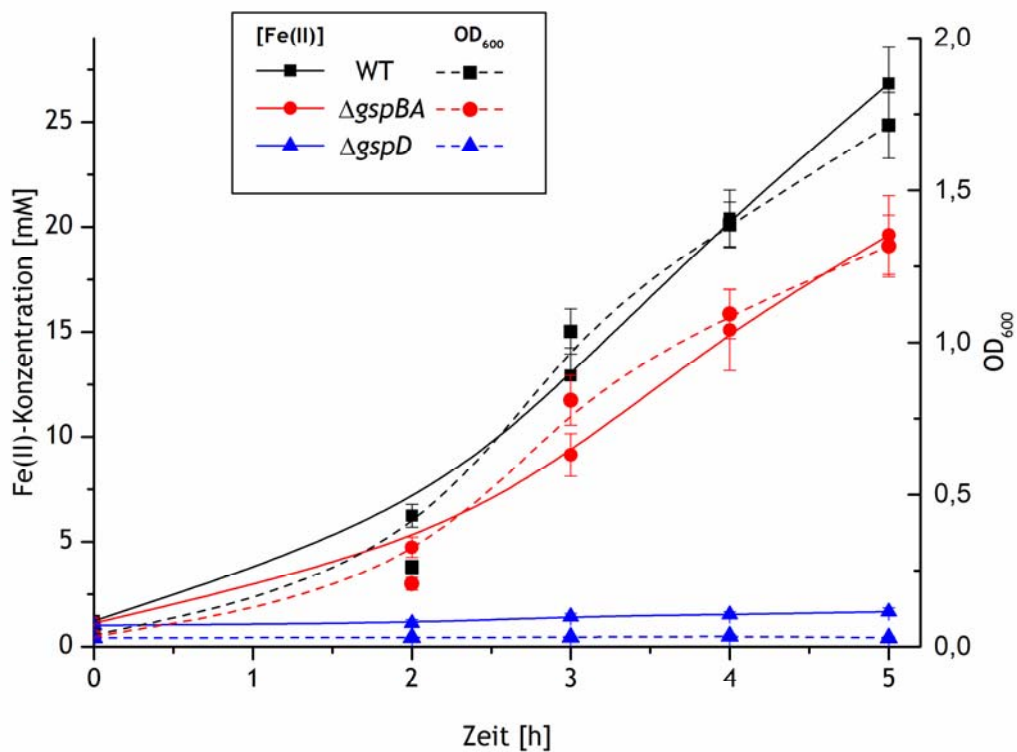 [Fe(II)] OD600
WT
ΔgspBA
ΔgspD
Fe(II)-Konzentration [mM]
25
20
15
10
5
0
2,0
1,5
1,0
0,5
0,0
OD600
0 1 2 3 4 5
Zeit [h]